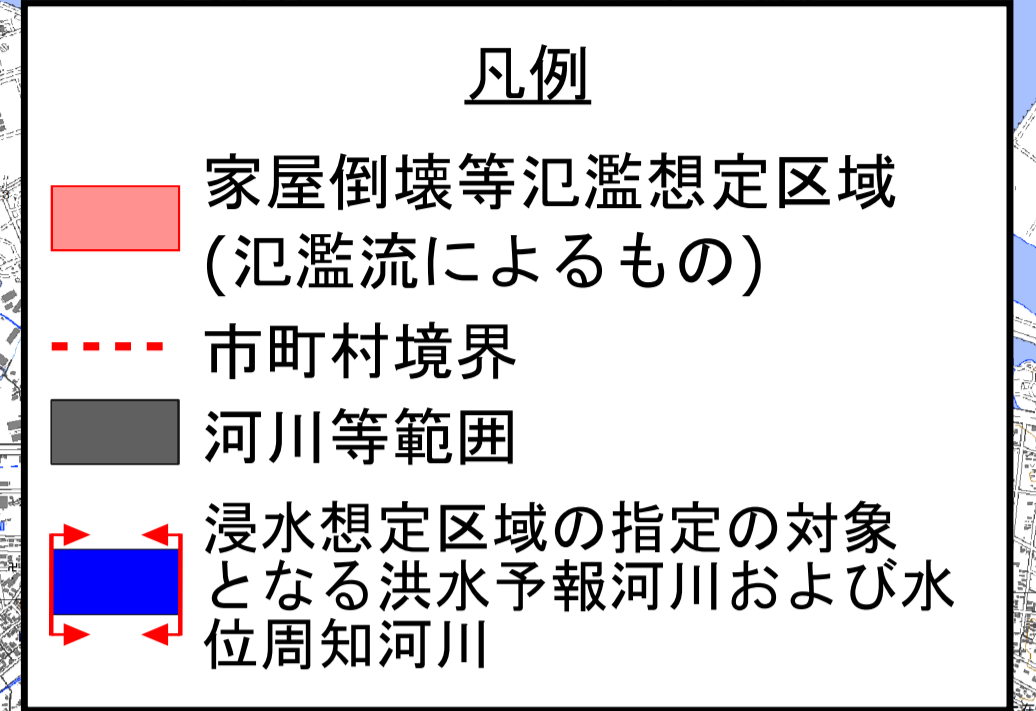 凡例
家屋倒壊等氾濫想定区域
(氾濫流によるもの)
市町村境界
河川等範囲
浸水想定区域の指定の対象
となる洪水予報河川および水
位周知河川